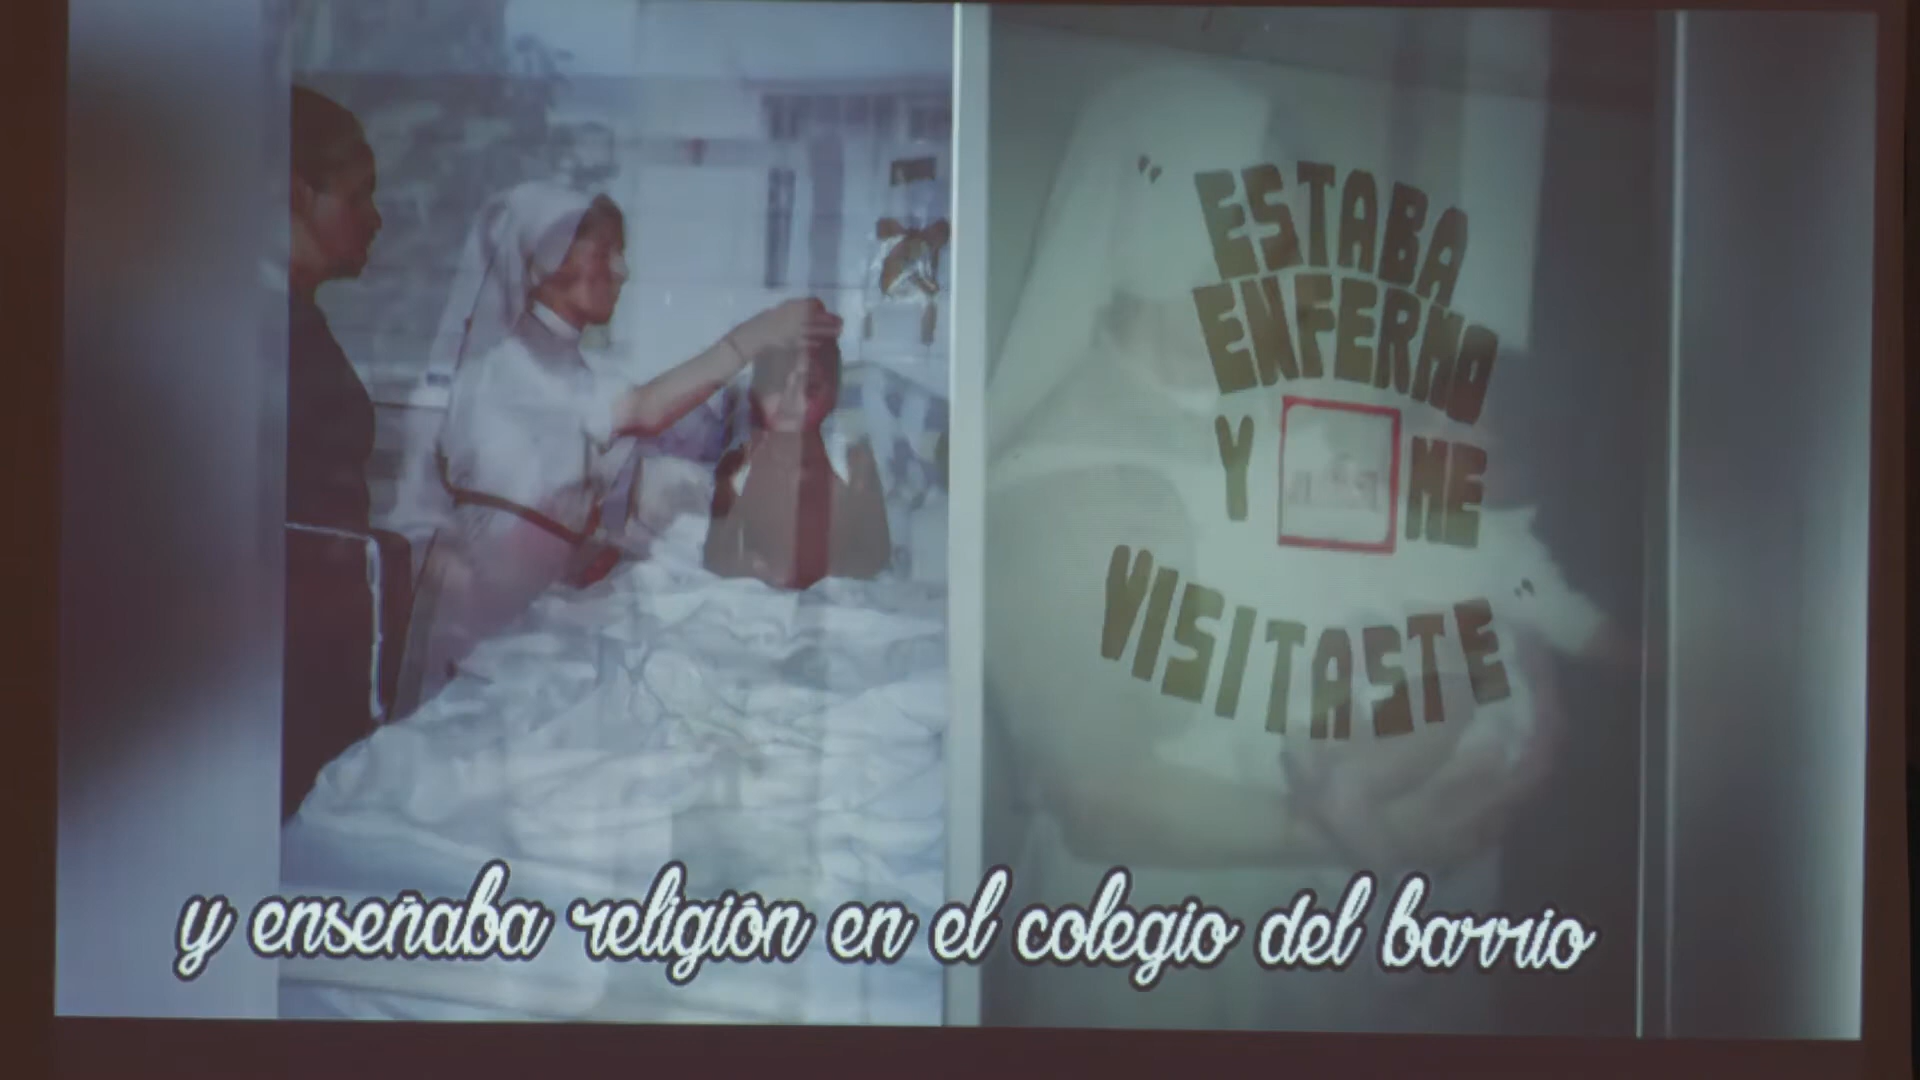 " ESTABA
ENFERMO
Y ME
VISITASTE "
y enseñaba religión en el colegio del barrio